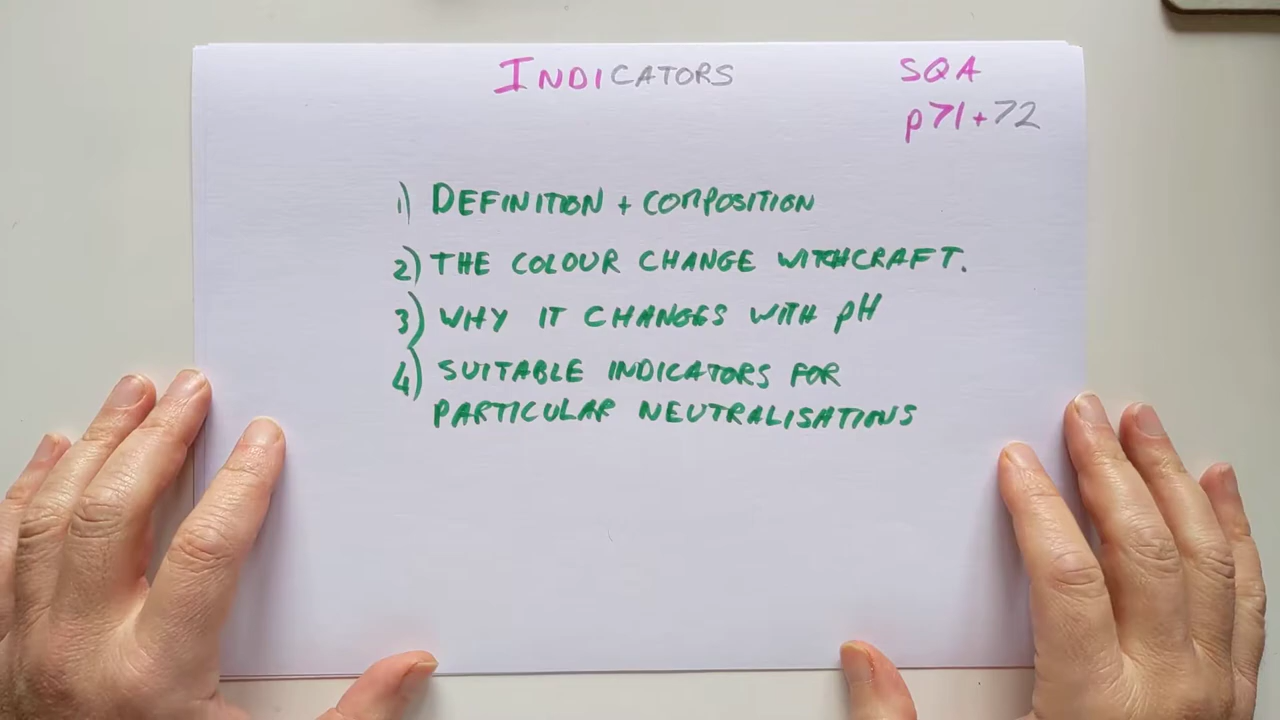 INDICATORS
SQA
p71+72
1) DEFINITION + COMPOSITION
2) THE COLOUR CHANGE WITHCRAFT.
3) WHY IT CHANGES WITH pH
4) SUITABLE INDICATORS FOR
PARTICULAR NEUTRALISATIONS